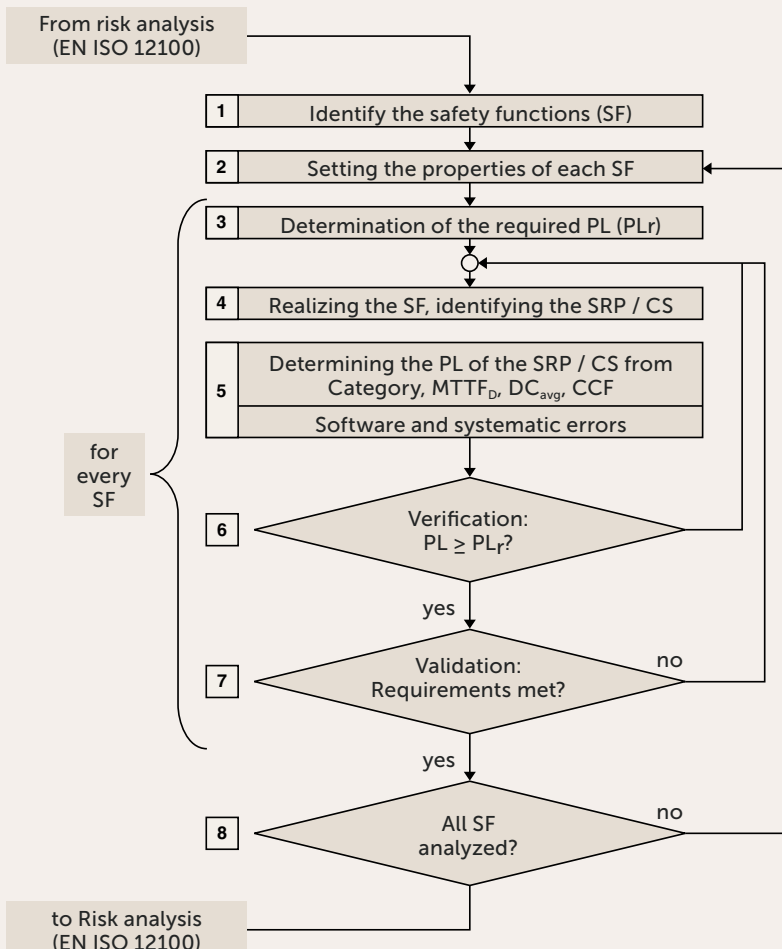 From risk analysis
(EN ISO 12100)
1
Identify the safety functions (SF)
2
Setting the properties of each SF
3
Determination of the required PL (PLr)
4
Realizing the SF, identifying the SRP / CS
5
Determining the PL of the SRP / CS from
Category, MTTFD, DCavg, CCF
Software and systematic errors
for
every
SF
6
Verification:
PL ≥ PLr?
yes
7
Validation:
Requirements met?
no
yes
8
All SF
analyzed?
no
to Risk analysis
(EN ISO 12100)